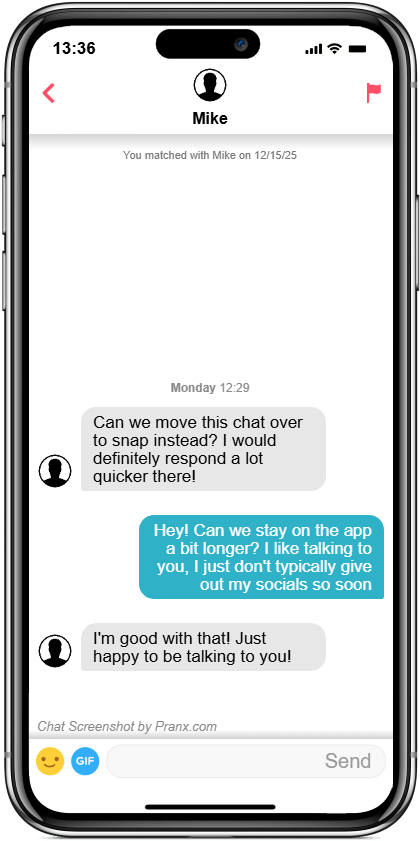 13:36
Mike
You matched with Mike on 12/15/25
Monday 12:29
Can we move this chat over
to snap instead? I would
definitely respond a lot
quicker there!
Hey! Can we stay on the app
a bit longer? I like talking to
you, I just don't typically give
out my socials so soon
I'm good with that! Just
happy to be talking to you!
Chat Screenshot by Pranx.com
GIF
Send